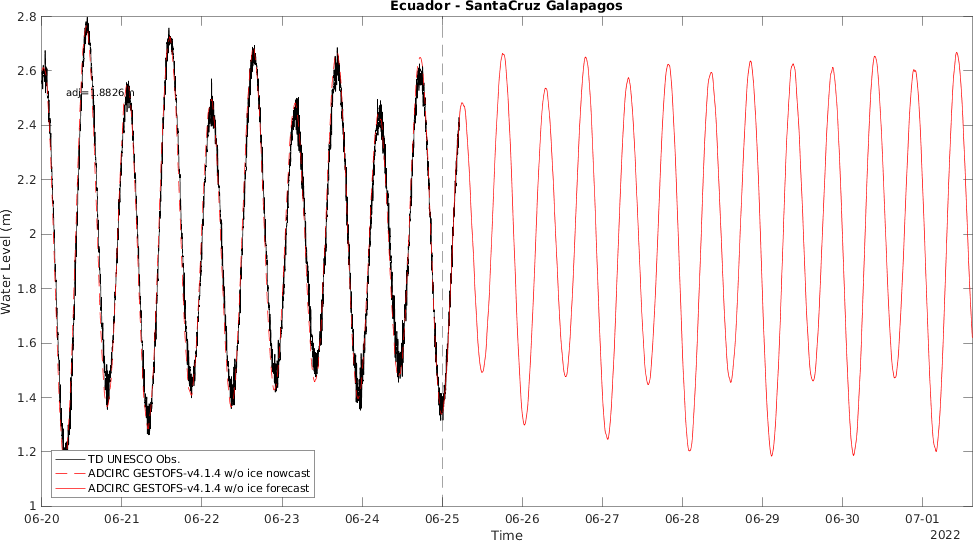 Ecuador - SantaCruz Galapagos
2.8
2.6
adj=1.8826m
2.4
2.2
2
1.8
1.6
1.4
1.2
1
Water Level (m)
TD UNESCO Obs.
ADCIRC GESTOFS-v4.1.4 w/o ice nowcast
ADCIRC GESTOFS-v4.1.4 w/o ice forecast
06-20 06-21 06-22 06-23 06-24 06-25 06-26 06-27 06-28 06-29 06-30 07-01
2022
Time